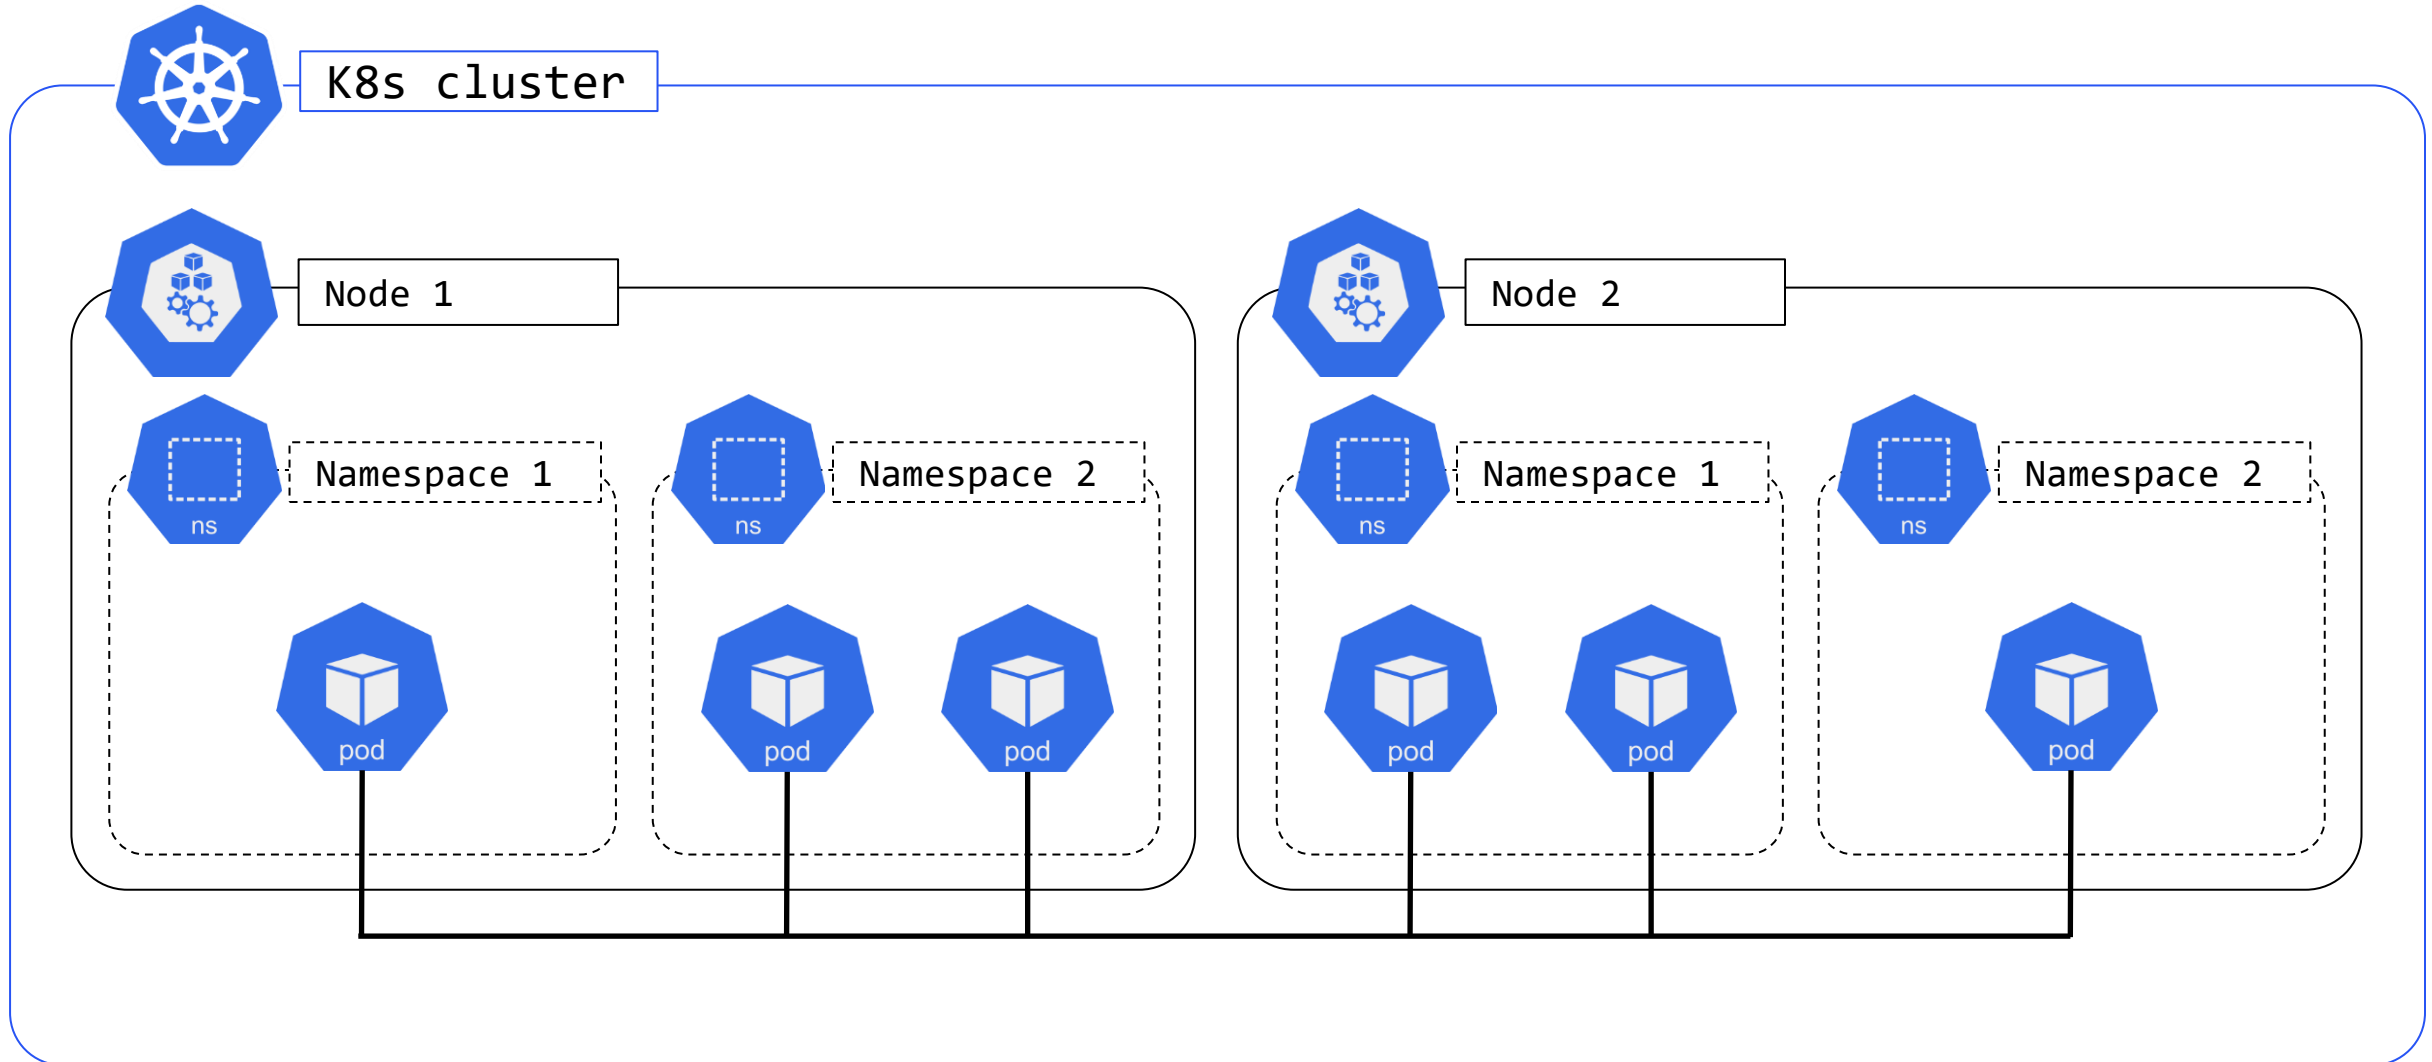 K8s cluster
Node 1
Node 2
ns
Namespace 1
ns
Namespace 2
ns
Namespace 1
ns
Namespace 2
pod
pod
pod
pod
pod
pod